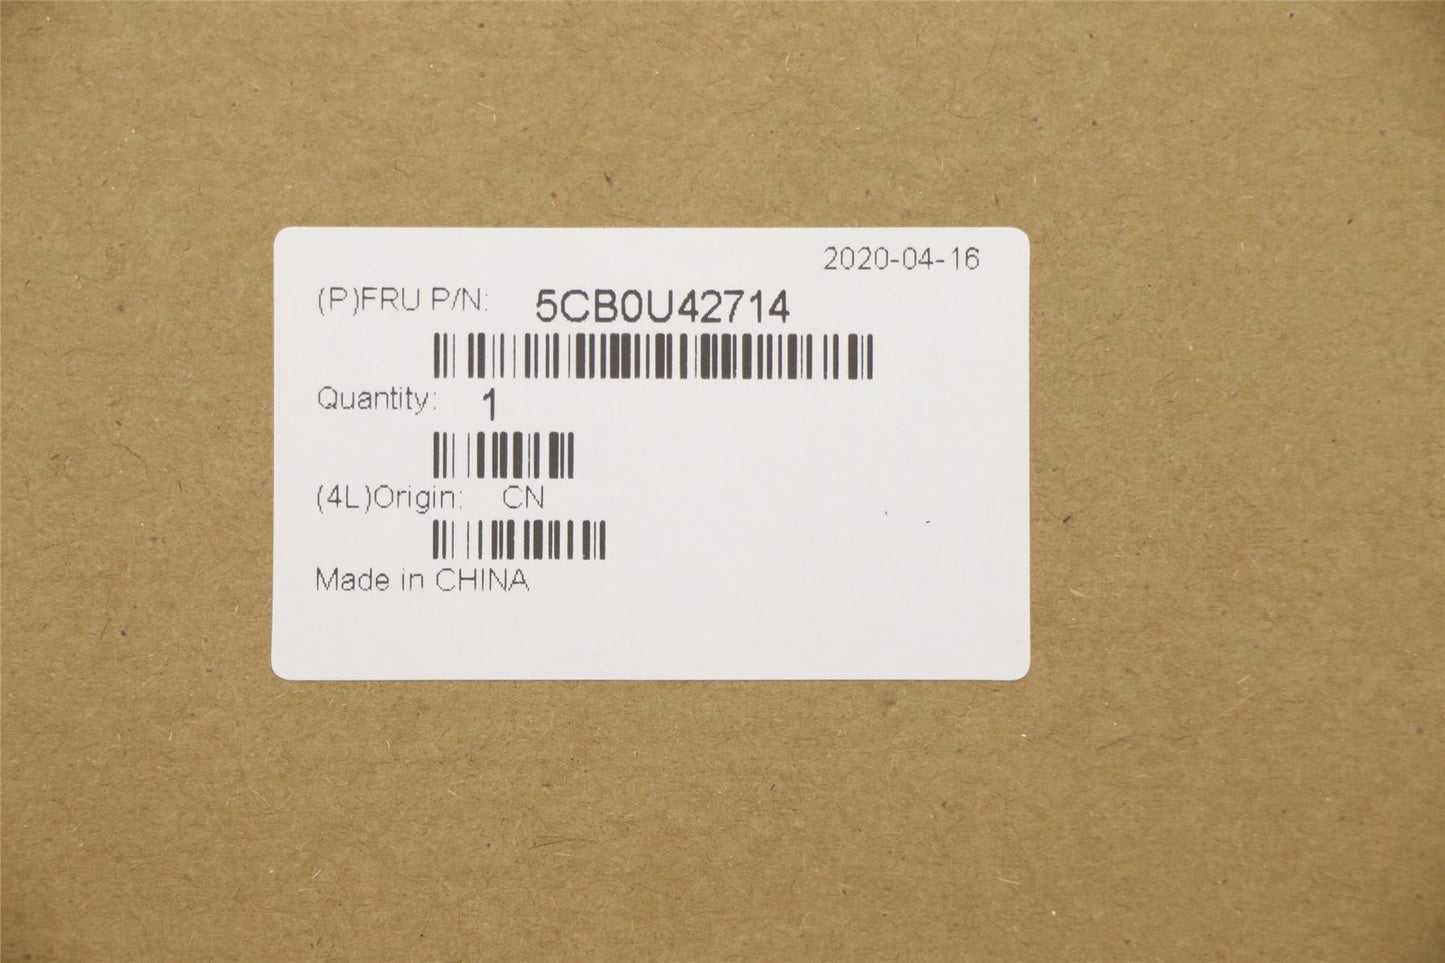 2020-04-16
(P)FRU P/N: 5CB0U42714
Quantity: 1
(4L)Origin: CN
Made in CHINA